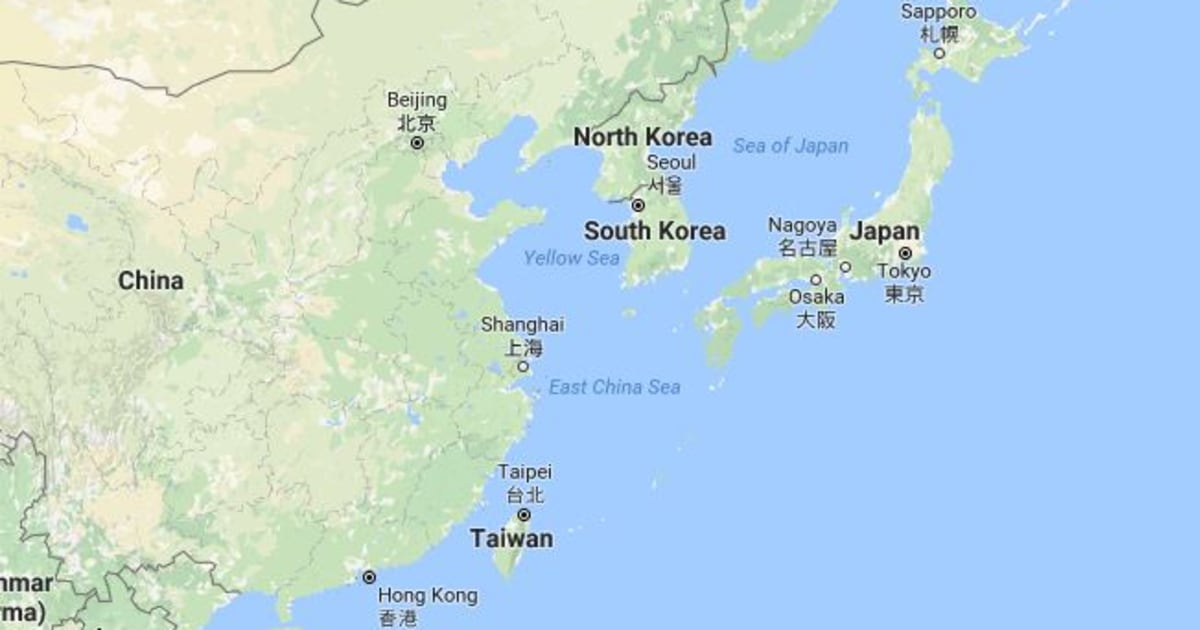 Sapporo
札幌
Beijing
北京
North Korea
Sea of Japan
Seoul
서울
Nagoya
名古屋
Japan
South Korea
Yellow Sea
Tokyo
東京
China
Osaka
大阪
Shanghai
上海
East China Sea
Taipei
台北
Taiwan
nmar
rma)
Hong Kong
香港